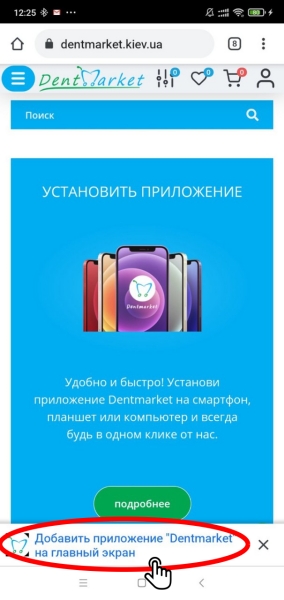 12:25
dentmarket.kiev.ua
8
DentMarket
0
0
0
Поиск
УСТАНОВИТЬ ПРИЛОЖЕНИЕ
Dentmarket
Удобно и быстро! Установи
приложение Dentmarket на смартфон,
планшет или компьютер и всегда
будь в одном клике от нас.
подробнее
Добавить приложение "Dentmarket
на главный экран